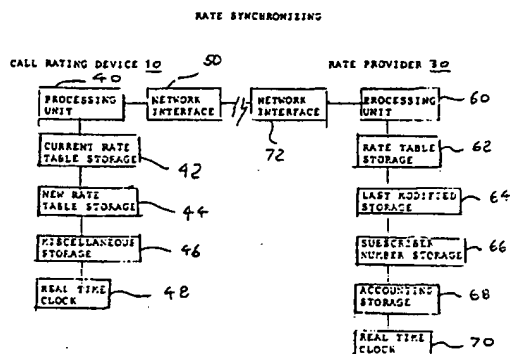 RATE SYNCHRONIZING
CALL RATING DEVICE 10
RATE PROVIDER 30
40
50
PROCESSING
UNIT
NETWORK
INTERFACE
NETWORK
INTERFACE
72
PROCESSING
UNIT
60
CURRENT RATE
TABLE STORAGE
42
RATE TABLE
STORAGE
62
NEW RATE
TABLE STORAGE
44
LAST MODIFIED
STORAGE
64
MISCELLANEOUS
STORAGE
46
SUBSCRIBER
NUMBER STORAGE
66
REAL TIME
CLOCK
48
ACCOUNTING
STORAGE
68
REAL TIME
CLOCK
70